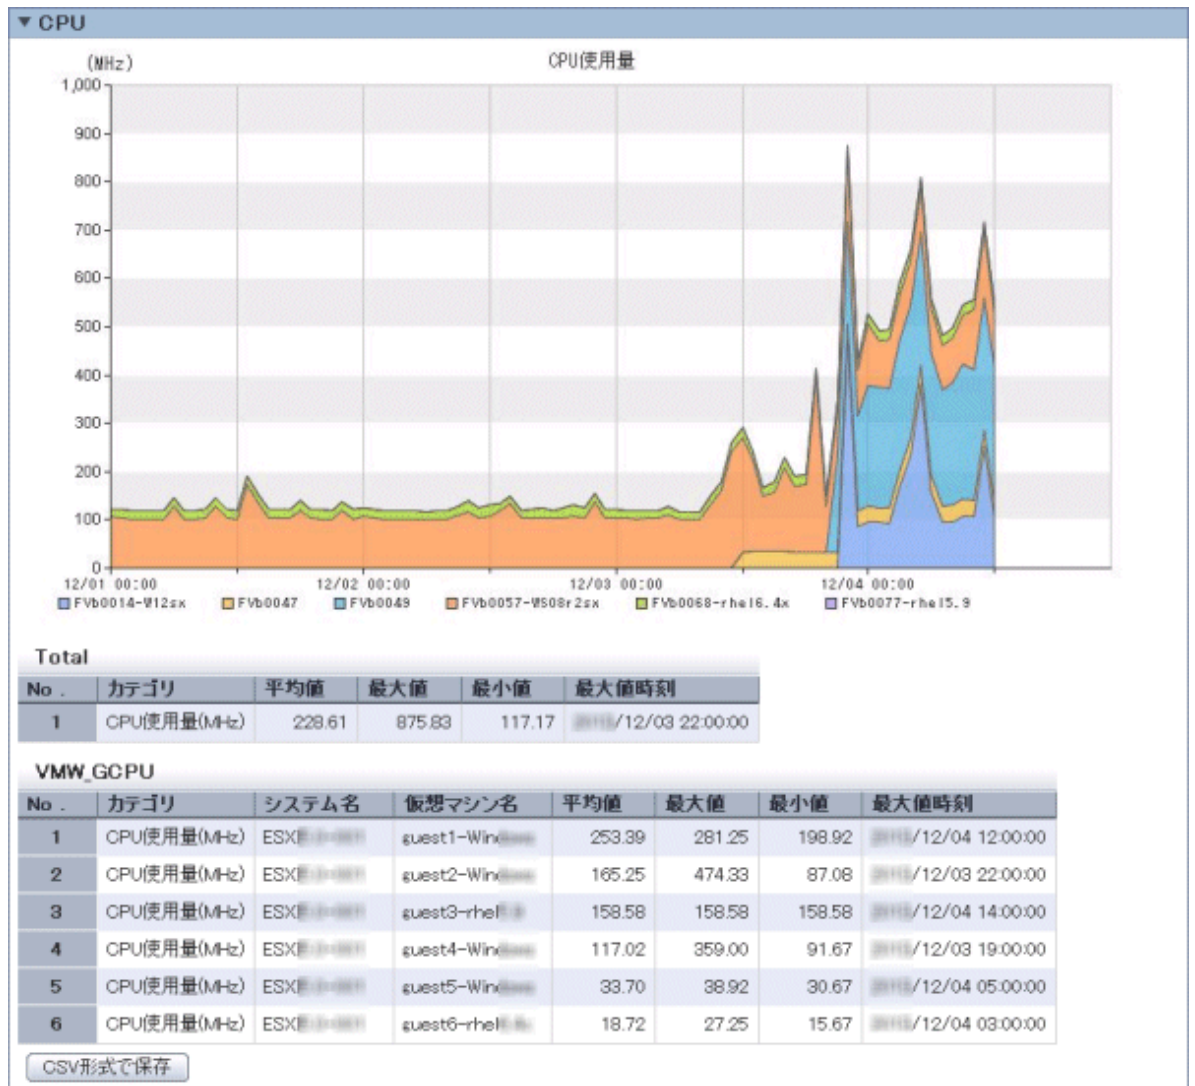 ▼ CPU
(MHz)
CPU使用量
1,000
900
800
700
600
500
400
300
200
100
0
12/01 00:00 12/02 00:00 12/03 00:00 12/04 00:00
FVb0014-W12sx FVb0047 FVb0049 FVb0057-WS08r2sx FVb0068-rhel6.4x FVb0077-rhel5.9
Total
No . カテゴリ 平均値 最大値 最小値 最大値時刻
1 CPU使用量(MHz) 228.61 875.83 117.17 /12/03 22:00:00
VMW_GCPU
No . カテゴリ システム名 仮想マシン名 平均値 最大値 最小値 最大値時刻
1 CPU使用量(MHz) ESX guest1-Win 253.39 281.25 198.92 /12/04 12:00:00
2 CPU使用量(MHz) ESX guest2-Win 165.25 474.33 87.08 /12/03 22:00:00
3 CPU使用量(MHz) ESX guest3-rhel 158.58 158.58 158.58 /12/04 14:00:00
4 CPU使用量(MHz) ESX guest4-Win 117.02 359.00 91.67 /12/03 19:00:00
5 CPU使用量(MHz) ESX guest5-Win 33.70 38.92 30.67 /12/04 05:00:00
6 CPU使用量(MHz) ESX guest6-rhel 18.72 27.25 15.67 /12/04 03:00:00
CSV形式で保存